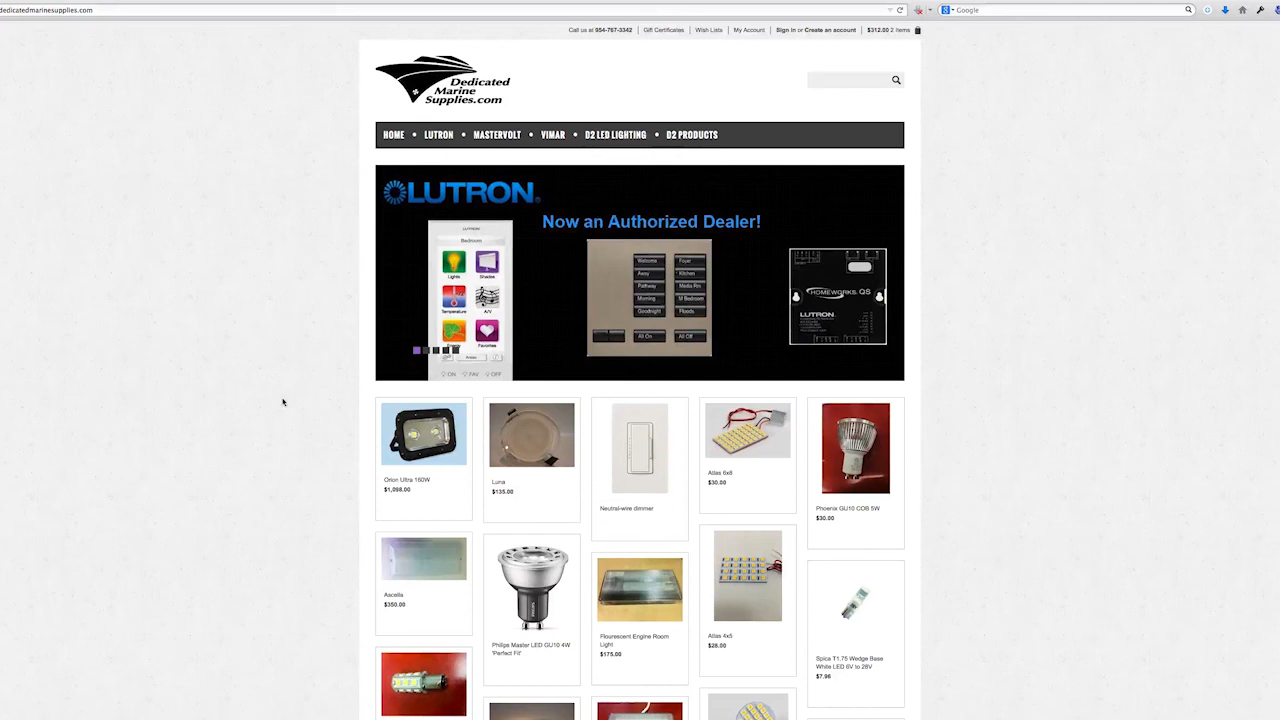 dedicatedmarinesupplies.com
Google
Call us at 954-767-3342
Gift Certificates
Wish Lists
My Account
Sign in or Create an account
$312.00 2 items
Dedicated
Marine
Supplies.com
HOME
LUTRON
MASTERVOLT
VIMAR
D2 LED LIGHTING
D2 PRODUCTS
LUTRON
Now an Authorized Dealer!
LUTRON
Bedroom
Lights
Shades
Temperature
A/V
Favorites
Areas
ON
FAV
OFF
Welcome
Away
Pathway
Morning
Goodnight
Foyer
Kitchen
Media Rm
M Bedroom
Floods
All On
All Off
HOMEWORKS QS
LUTRON
Orion Ultra 160W
$1,098.00
Luna
$135.00
Neutral-wire dimmer
Atlas 6x8
$30.00
Phoenix GU10 COB 5W
$30.00
Ascella
$350.00
Philips Master LED GU10 4W
'Perfect Fit'
Flourescent Engine Room
Light
$175.00
Atlas 4x5
$28.00
Spica T1.75 Wedge Base
White LED 6V to 28V
$7.96